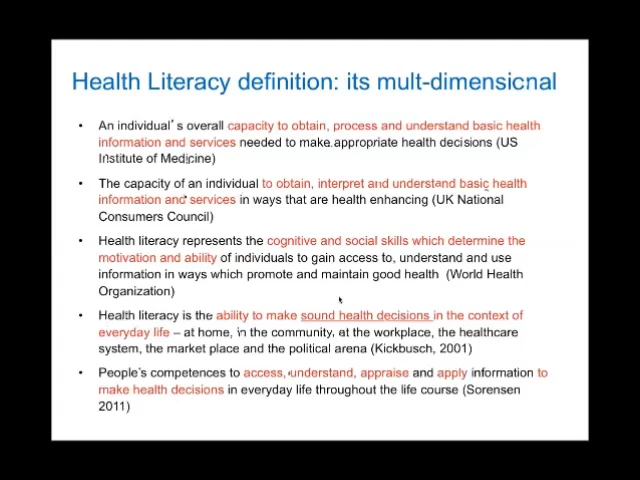 Health Literacy definition: its mult-dimensional
• An individual's overall capacity to obtain, process and understand basic health
information and services needed to make appropriate health decisions (US
Institute of Medicine)
• The capacity of an individual to obtain, interpret and understand basic health
information and services in ways that are health enhancing (UK National
Consumers Council)
• Health literacy represents the cognitive and social skills which determine the
motivation and ability of individuals to gain access to, understand and use
information in ways which promote and maintain good health (World Health
Organization)
• Health literacy is the ability to make sound health decisions in the context of
everyday life – at home, in the community, at the workplace, the healthcare
system, the market place and the political arena (Kickbusch, 2001)
• People's competences to access, understand, appraise and apply information to
make health decisions in everyday life throughout the life course (Sorensen
2011)